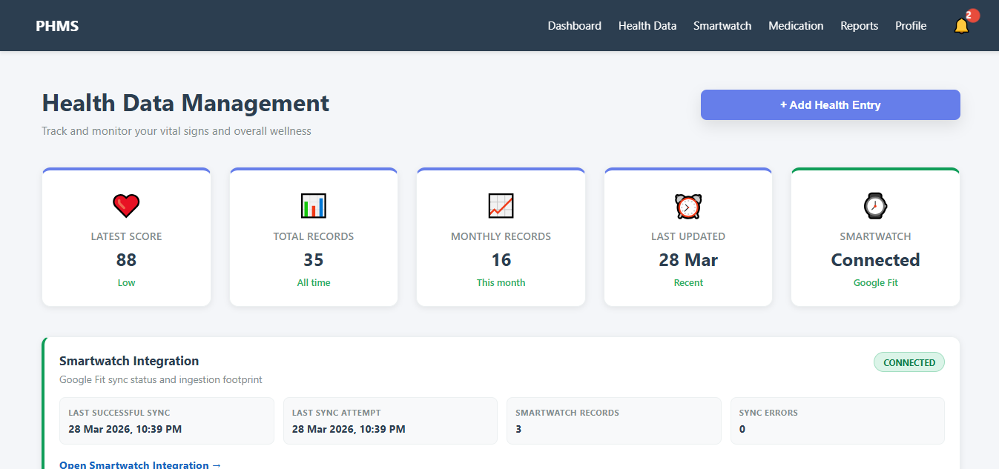 PHMS
Dashboard Health Data Smartwatch Medication Reports Profile
2
Health Data Management
+ Add Health Entry
Track and monitor your vital signs and overall wellness
LATEST SCORE
88
Low
TOTAL RECORDS
35
All time
MONTHLY RECORDS
16
This month
LAST UPDATED
28 Mar
Recent
SMARTWATCH
Connected
Google Fit
Smartwatch Integration
CONNECTED
Google Fit sync status and ingestion footprint
LAST SUCCESSFUL SYNC
28 Mar 2026, 10:39 PM
LAST SYNC ATTEMPT
28 Mar 2026, 10:39 PM
SMARTWATCH RECORDS
3
SYNC ERRORS
0
Open Smartwatch Integration →